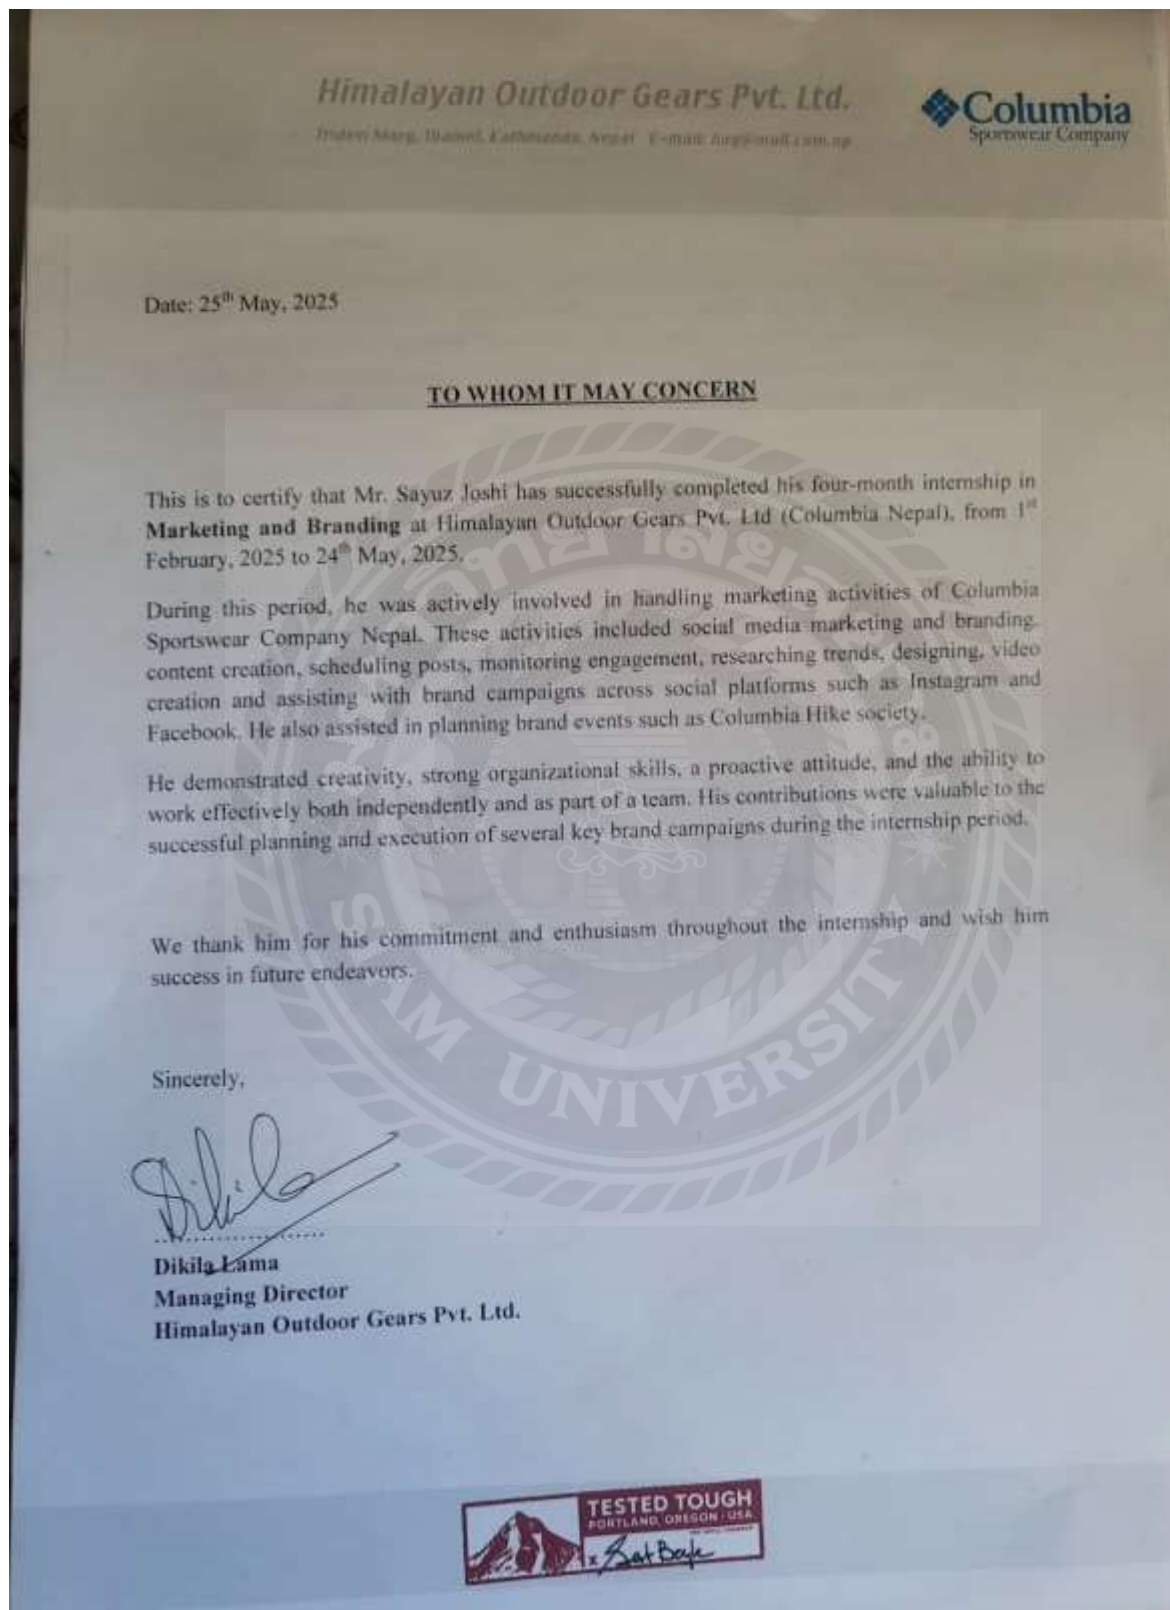 Himalayan Outdoor Gears Pvt. Ltd.
Columbia
Sportswear Company
Kathmandu, Nepal E-mail:
Date: 25th May, 2025
TO WHOM IT MAY CONCERN
This is to certify that Mr. Sayuz Joshi has successfully completed his four-month internship in
Marketing and Branding at Himalayan Outdoor Gears Pvt. Ltd (Columbia Nepal), from 1st
February, 2025 to 24th May, 2025.
During this period, he was actively involved in handling marketing activities of Columbia
Sportswear Company Nepal. These activities included social media marketing and branding,
content creation, scheduling posts, monitoring engagement, researching trends, designing, video
creation and assisting with brand campaigns across social platforms such as Instagram and
Facebook. He also assisted in planning brand events such as Columbia Hike society.
He demonstrated creativity, strong organizational skills, a proactive attitude, and the ability to
work effectively both independently and as part of a team. His contributions were valuable to the
successful planning and execution of several key brand campaigns during the internship period.
We thank him for his commitment and enthusiasm throughout the internship and wish him
success in future endeavors.
SIAM UNIVERSITY
Sincerely,
Dikila
Dikila Lama
Managing Director
Himalayan Outdoor Gears Pvt. Ltd.
TESTED TOUGH
PORTLAND, OREGON · USA
x